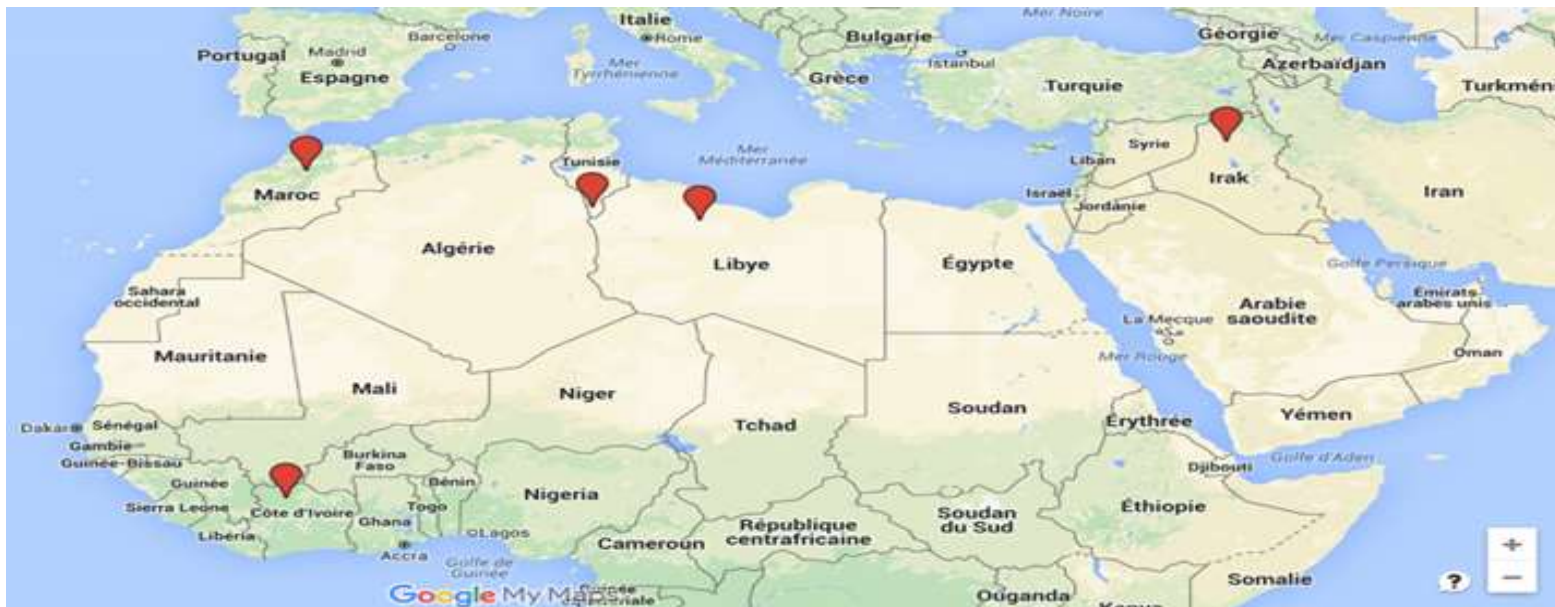 Mer Noire
Italie
Rome
Barcelone
Portugal
Madrid
Espagne
Mer
Tyrrhénienne
Bulgarie
Istanbul
Grèce
Turquie
Géorgie
Mer Caspienne
Azerbaïdjan
Turkmén
Maroc
Tunisie
Mer
Méditerranée
Syrie
Liban
Israël
Jordanie
Irak
Iran
Algérie
Libye
Égypte
Golfe Persique
Sahara
occidental
Arabie
saoudite
La Mecque
Émirats
arabes unis
Oman
Mer Rouge
Mauritanie
Mali
Niger
Tchad
Soudan
Érythrée
Yémen
Dakar
Sénégal
Gambie
Guinée-Bissau
Guinée
Burkina
Faso
Bénin
Nigeria
Djibouti
Golfe d'Aden
Sierra Leone
Côte d'Ivoire
Togo
Ghana
Libéria
Lagos
Accra
Cameroun
République
centrafricaine
Soudan
du Sud
Éthiopie
Golfe de
Guinée
Google My Maps
Ouganda
Somalie
+
−
?